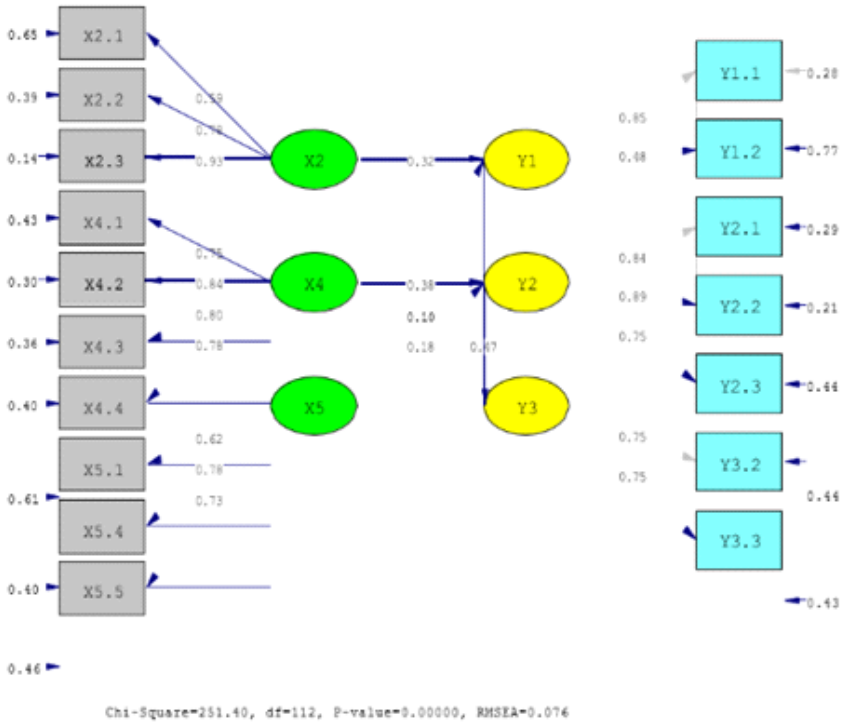 0.65 X2.1 Y1.1 0.28
0.39 X2.2 0.59 0.85
0.78 Y1.2 0.77
0.14 X2.3 0.93 X2 0.32 Y1 0.48
0.43 X4.1 Y2.1 0.29
0.75 0.84
0.30 X4.2 0.84 X4 0.38 Y2 0.89
0.80 0.10 Y2.2 0.21
0.36 X4.3 0.78 0.18 0.47 0.75
Y2.3 0.44
0.40 X4.4 X5 Y3
0.62 0.75
X5.1 0.78 0.75 Y3.2
0.61 0.73 0.44
X5.4 Y3.3
0.40 X5.5 0.43
0.46
Chi-Square=251.40, df=112, P-value=0.00000, RMSEA=0.076